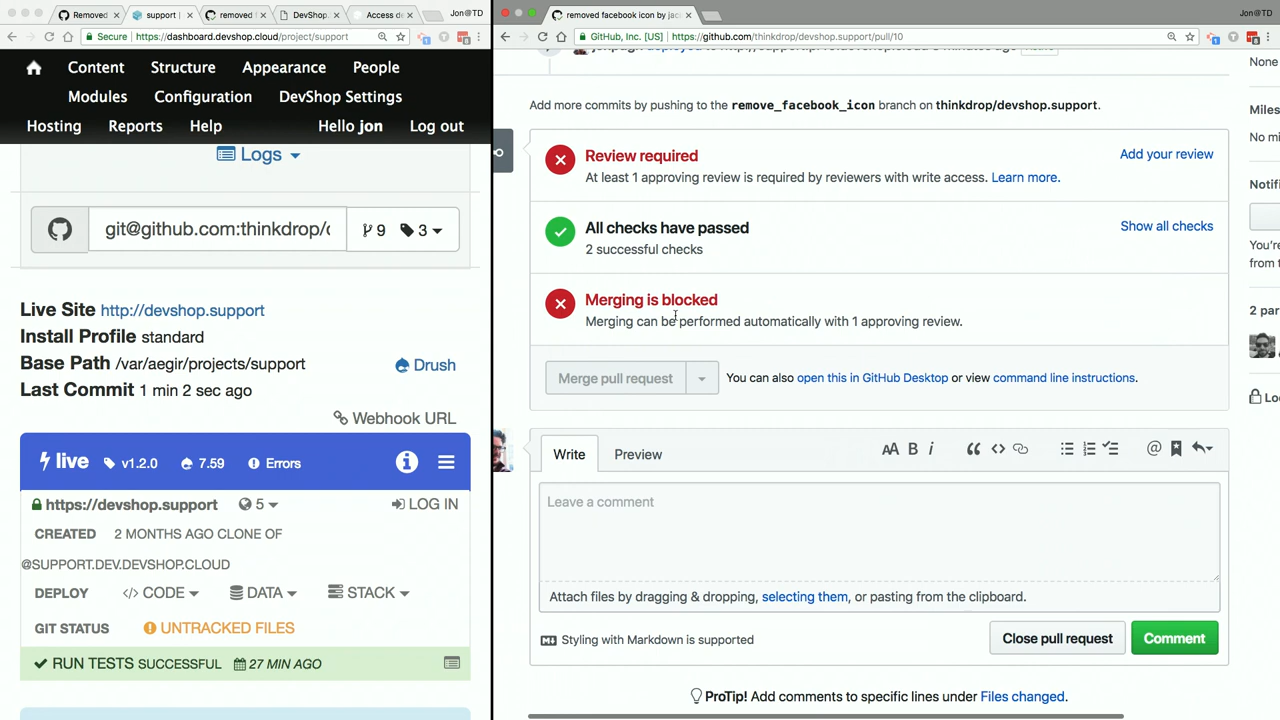 Removed
support |
removed f
DevShop.
Access de
Jon@TD
Secure
https://dashboard.devshop.cloud/project/support
Content
Structure
Appearance
People
Modules
Configuration
DevShop Settings
Hosting
Reports
Help
Hello jon
Log out
Logs
git@github.com:thinkdrop/
9
3
Live Site http://devshop.support
Install Profile standard
Base Path /var/aegir/projects/support
Drush
Last Commit 1 min 2 sec ago
Webhook URL
live
v1.2.0
7.59
Errors
https://devshop.support
5
LOG IN
CREATED 2 MONTHS AGO CLONE OF
@SUPPORT.DEV.DEVSHOP.CLOUD
DEPLOY
</> CODE
DATA
STACK
GIT STATUS
UNTRACKED FILES
RUN TESTS SUCCESSFUL
27 MIN AGO
removed facebook icon by jac
Jon@TD
GitHub, Inc. [US]
https://github.com/thinkdrop/devshop.support/pull/10
None
Add more commits by pushing to the remove_facebook_icon branch on thinkdrop/devshop.support.
Miles
No mi
Review required
Add your review
At least 1 approving review is required by reviewers with write access. Learn more.
Notifi
All checks have passed
Show all checks
2 successful checks
You're
from t
Merging is blocked
Merging can be performed automatically with 1 approving review.
2 par
Merge pull request
You can also open this in GitHub Desktop or view command line instructions.
Lo
Write
Preview
AA B i
Leave a comment
Attach files by dragging & dropping, selecting them, or pasting from the clipboard.
Styling with Markdown is supported
Close pull request
Comment
ProTip! Add comments to specific lines under Files changed.